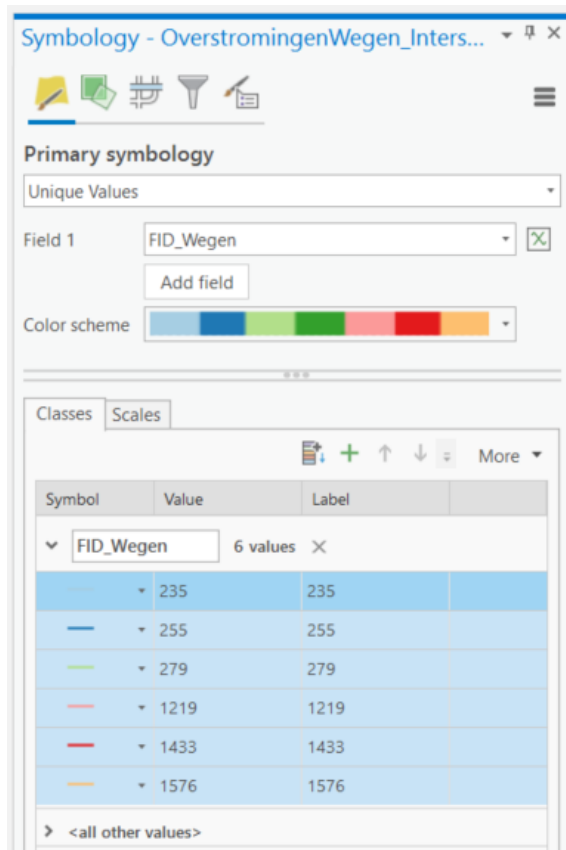 Symbology - OverstromingenWegen_Inters...
Primary symbology
Unique Values
Field 1 FID_Wegen
Add field
Color scheme
Classes Scales
More
Symbol Value Label
FID_Wegen 6 values
235 235
255 255
279 279
1219 1219
1433 1433
1576 1576
<all other values>